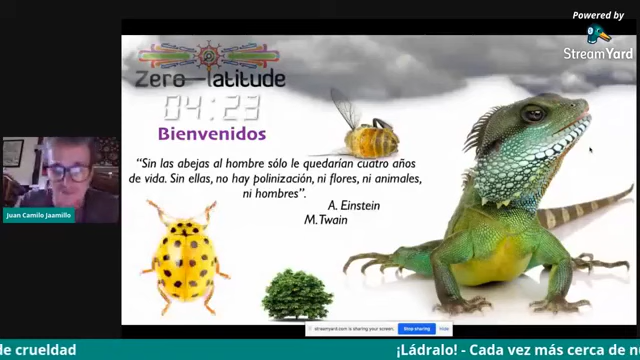 Powered by
StreamYard
Zero-latitude
04:23
Bienvenidos
“Sin las abejas al hombre sólo le quedarían cuatro años
de vida. Sin ellas, no hay polinización, ni flores, ni animales,
ni hombres”.
A. Einstein
M. Twain
Juan Camilo Jaamillo
streamyard.com is sharing your screen.
Stop sharing
Hide
de crueldad
¡Ládralo! - Cada vez más cerca de n